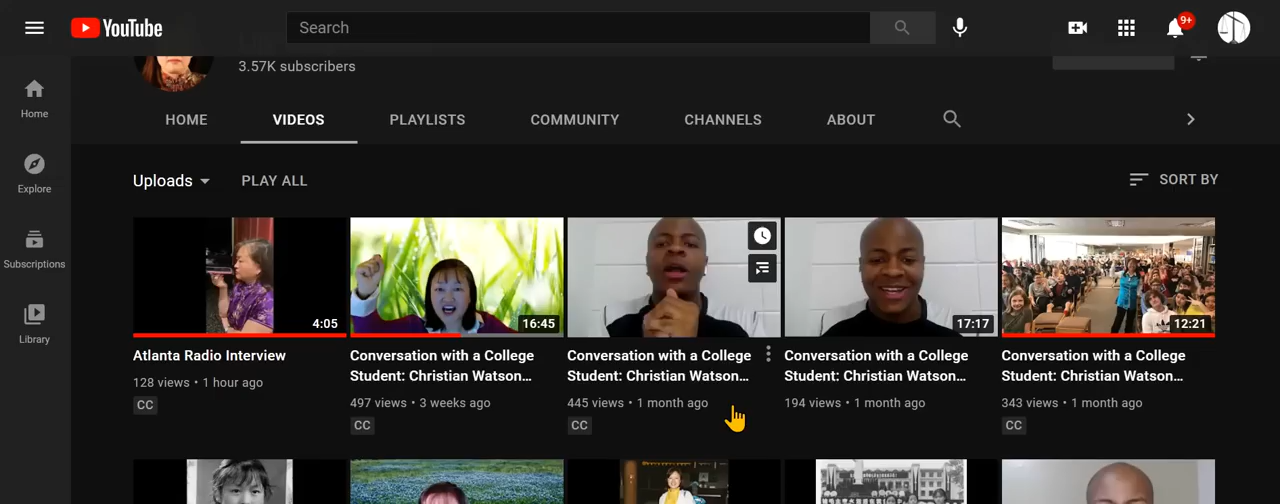 YouTube
Search
9+
3.57K subscribers
HOME
VIDEOS
PLAYLISTS
COMMUNITY
CHANNELS
ABOUT
Home
Explore
Subscriptions
Library
Uploads
PLAY ALL
SORT BY
4:05
Atlanta Radio Interview
128 views • 1 hour ago
CC
16:45
Conversation with a College
Student: Christian Watson...
497 views • 3 weeks ago
CC
Conversation with a College
Student: Christian Watson...
445 views • 1 month ago
CC
17:17
Conversation with a College
Student: Christian Watson...
194 views • 1 month ago
12:21
Conversation with a College
Student: Christian Watson...
343 views • 1 month ago
CC